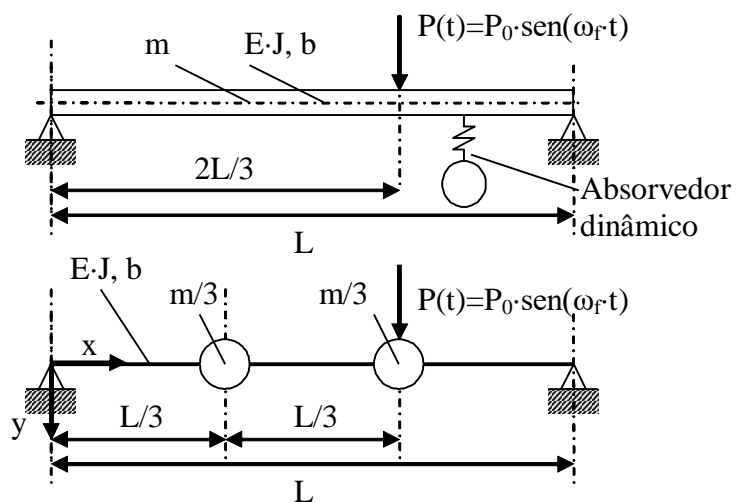 P(t)=P₀·sen(ω_f·t)
m
E·J, b
2L/3
Absorvedor
dinâmico
L
E·J, b
m/3
m/3
P(t)=P₀·sen(ω_f·t)
x
y
L/3
L/3
L